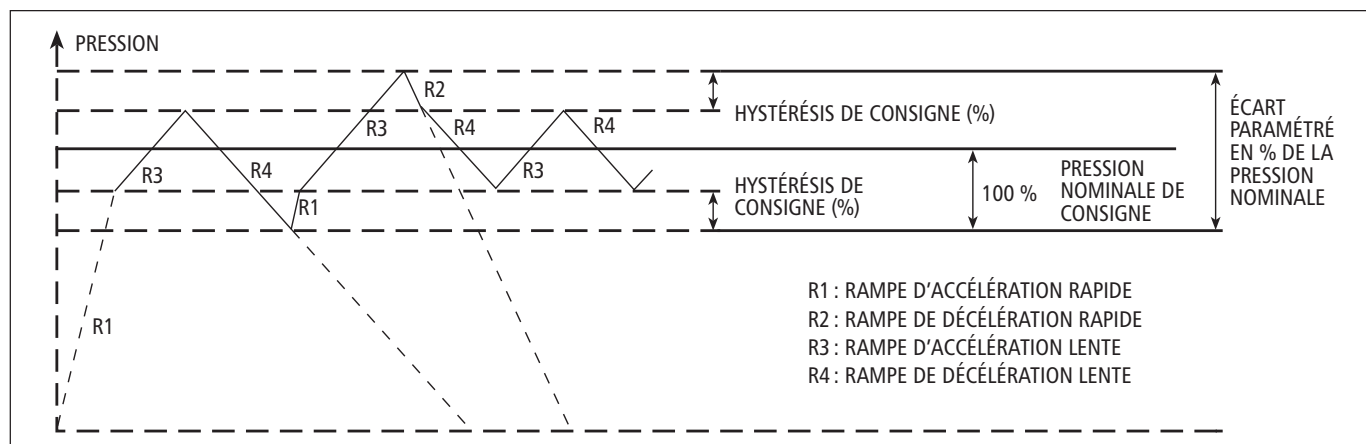 PRESSION
R2
HYSTÉRÉSIS DE CONSIGNE (%)
ÉCART
PARAMÉTRÉ
EN % DE LA
PRESSION
NOMINALE
R3
R4
R4
R3
R4
R3
R1
HYSTÉRÉSIS DE
CONSIGNE (%)
100 %
PRESSION
NOMINALE DE
CONSIGNE
R1
R1 : RAMPE D'ACCÉLÉRATION RAPIDE
R2 : RAMPE DE DÉCÉLÉRATION RAPIDE
R3 : RAMPE D'ACCÉLÉRATION LENTE
R4 : RAMPE DE DÉCÉLÉRATION LENTE